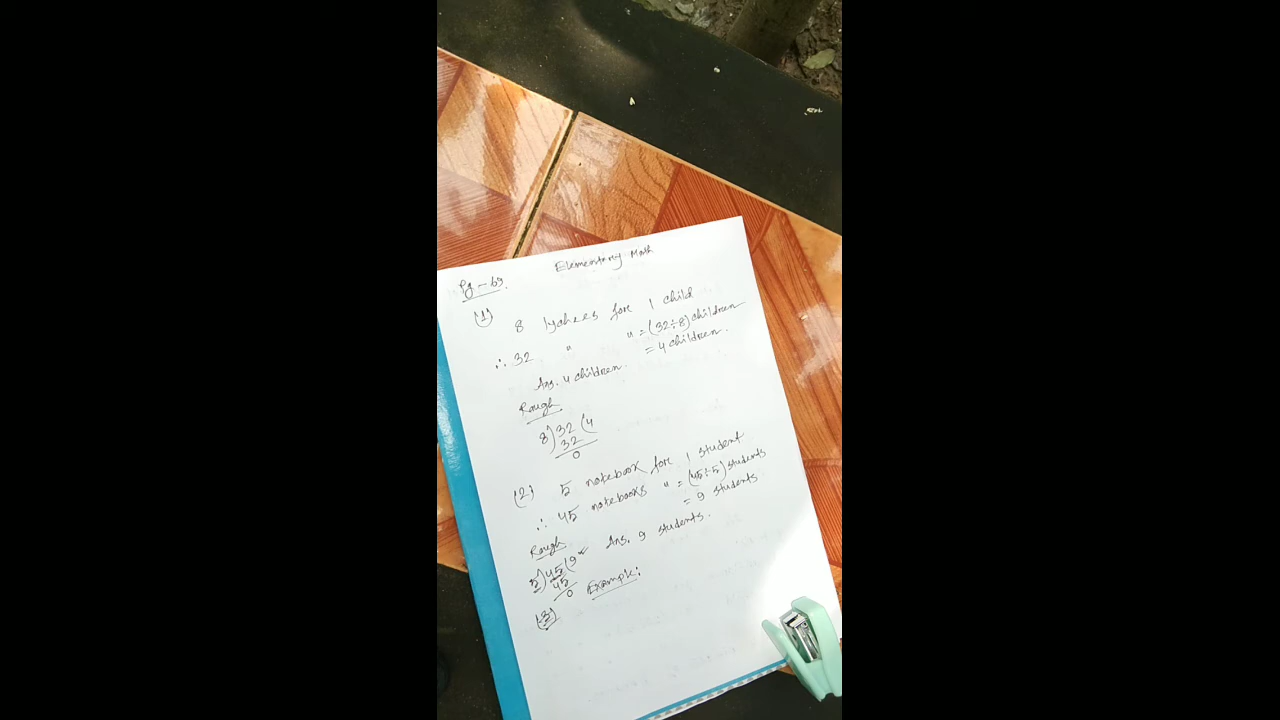 Elementary Math
Pg - 69.
(1) 8 lychees for 1 child
∴ 32 " " = (32÷8) children
= 4 children.
Ans. 4 children.
Rough
8) 32 (4
32
0
(2) 5 notebook for 1 student
∴ 45 notebooks " = (45÷5) students
= 9 students
Ans. 9 students.
Rough
5) 45 (9
45
0
(3) Example: